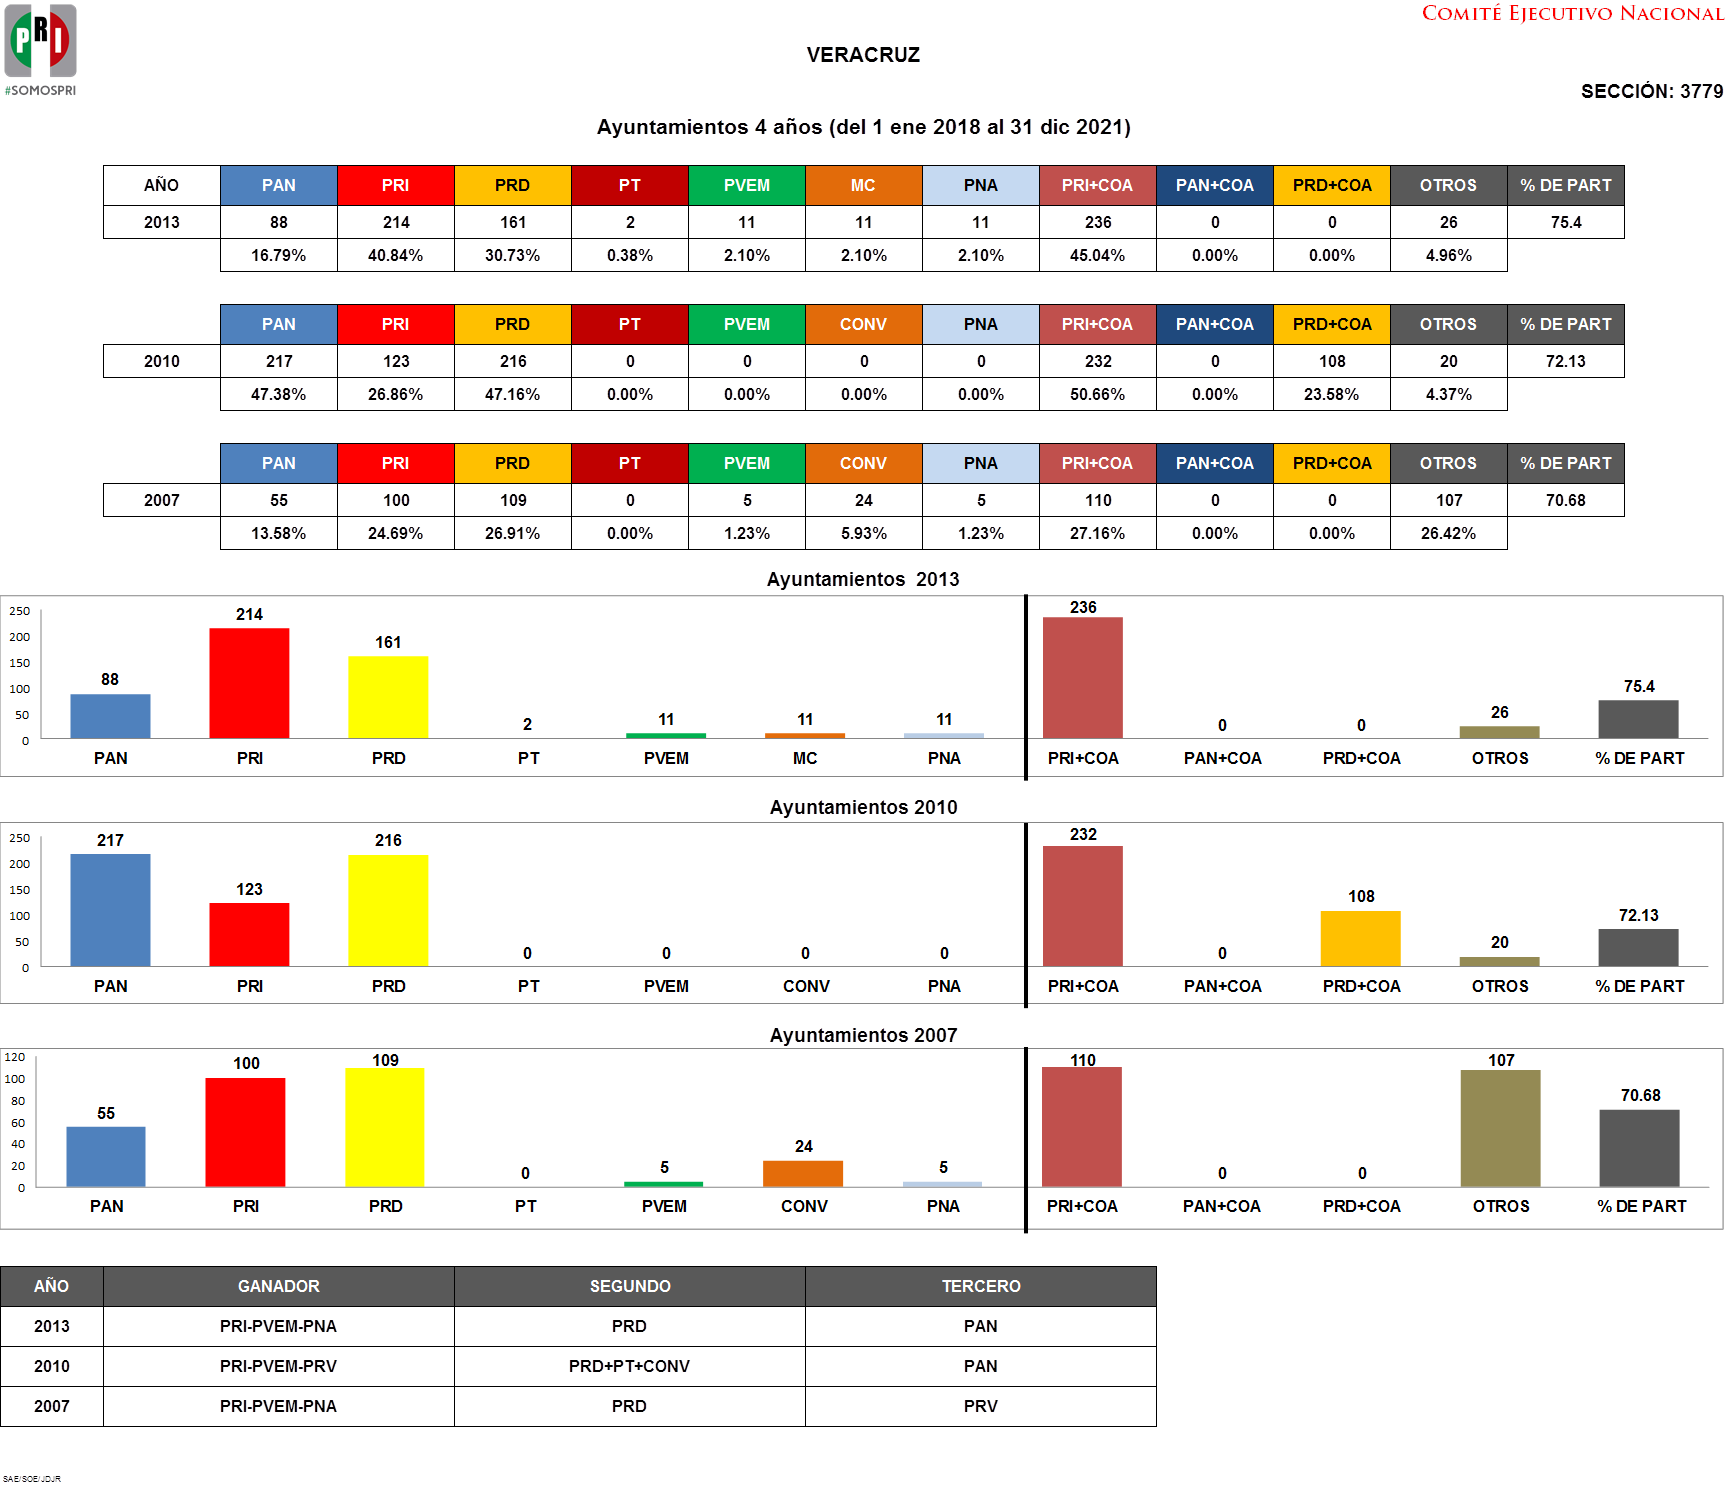 COMITÉ EJECUTIVO NACIONAL
PRI
#SOMOSPRI
VERACRUZ
SECCIÓN: 3779
Ayuntamientos 4 años (del 1 ene 2018 al 31 dic 2021)
AÑO PAN PRI PRD PT PVEM MC PNA PRI+COA PAN+COA PRD+COA OTROS % DE PART
2013 88 214 161 2 11 11 11 236 0 0 26 75.4
16.79% 40.84% 30.73% 0.38% 2.10% 2.10% 2.10% 45.04% 0.00% 0.00% 4.96%
PAN PRI PRD PT PVEM CONV PNA PRI+COA PAN+COA PRD+COA OTROS % DE PART
2010 217 123 216 0 0 0 0 232 0 108 20 72.13
47.38% 26.86% 47.16% 0.00% 0.00% 0.00% 0.00% 50.66% 0.00% 23.58% 4.37%
PAN PRI PRD PT PVEM CONV PNA PRI+COA PAN+COA PRD+COA OTROS % DE PART
2007 55 100 109 0 5 24 5 110 0 0 107 70.68
13.58% 24.69% 26.91% 0.00% 1.23% 5.93% 1.23% 27.16% 0.00% 0.00% 26.42%
Ayuntamientos 2013
250
200
150
100
50
0
88 214 161 2 11 11 11 236 0 0 26 75.4
PAN PRI PRD PT PVEM MC PNA PRI+COA PAN+COA PRD+COA OTROS % DE PART
Ayuntamientos 2010
250
200
150
100
50
0
217 123 216 0 0 0 0 232 0 108 20 72.13
PAN PRI PRD PT PVEM CONV PNA PRI+COA PAN+COA PRD+COA OTROS % DE PART
Ayuntamientos 2007
120
100
80
60
40
20
0
55 100 109 0 5 24 5 110 0 0 107 70.68
PAN PRI PRD PT PVEM CONV PNA PRI+COA PAN+COA PRD+COA OTROS % DE PART
AÑO GANADOR SEGUNDO TERCERO
2013 PRI-PVEM-PNA PRD PAN
2010 PRI-PVEM-PRV PRD+PT+CONV PAN
2007 PRI-PVEM-PNA PRD PRV
SAE/SOE/JDJR